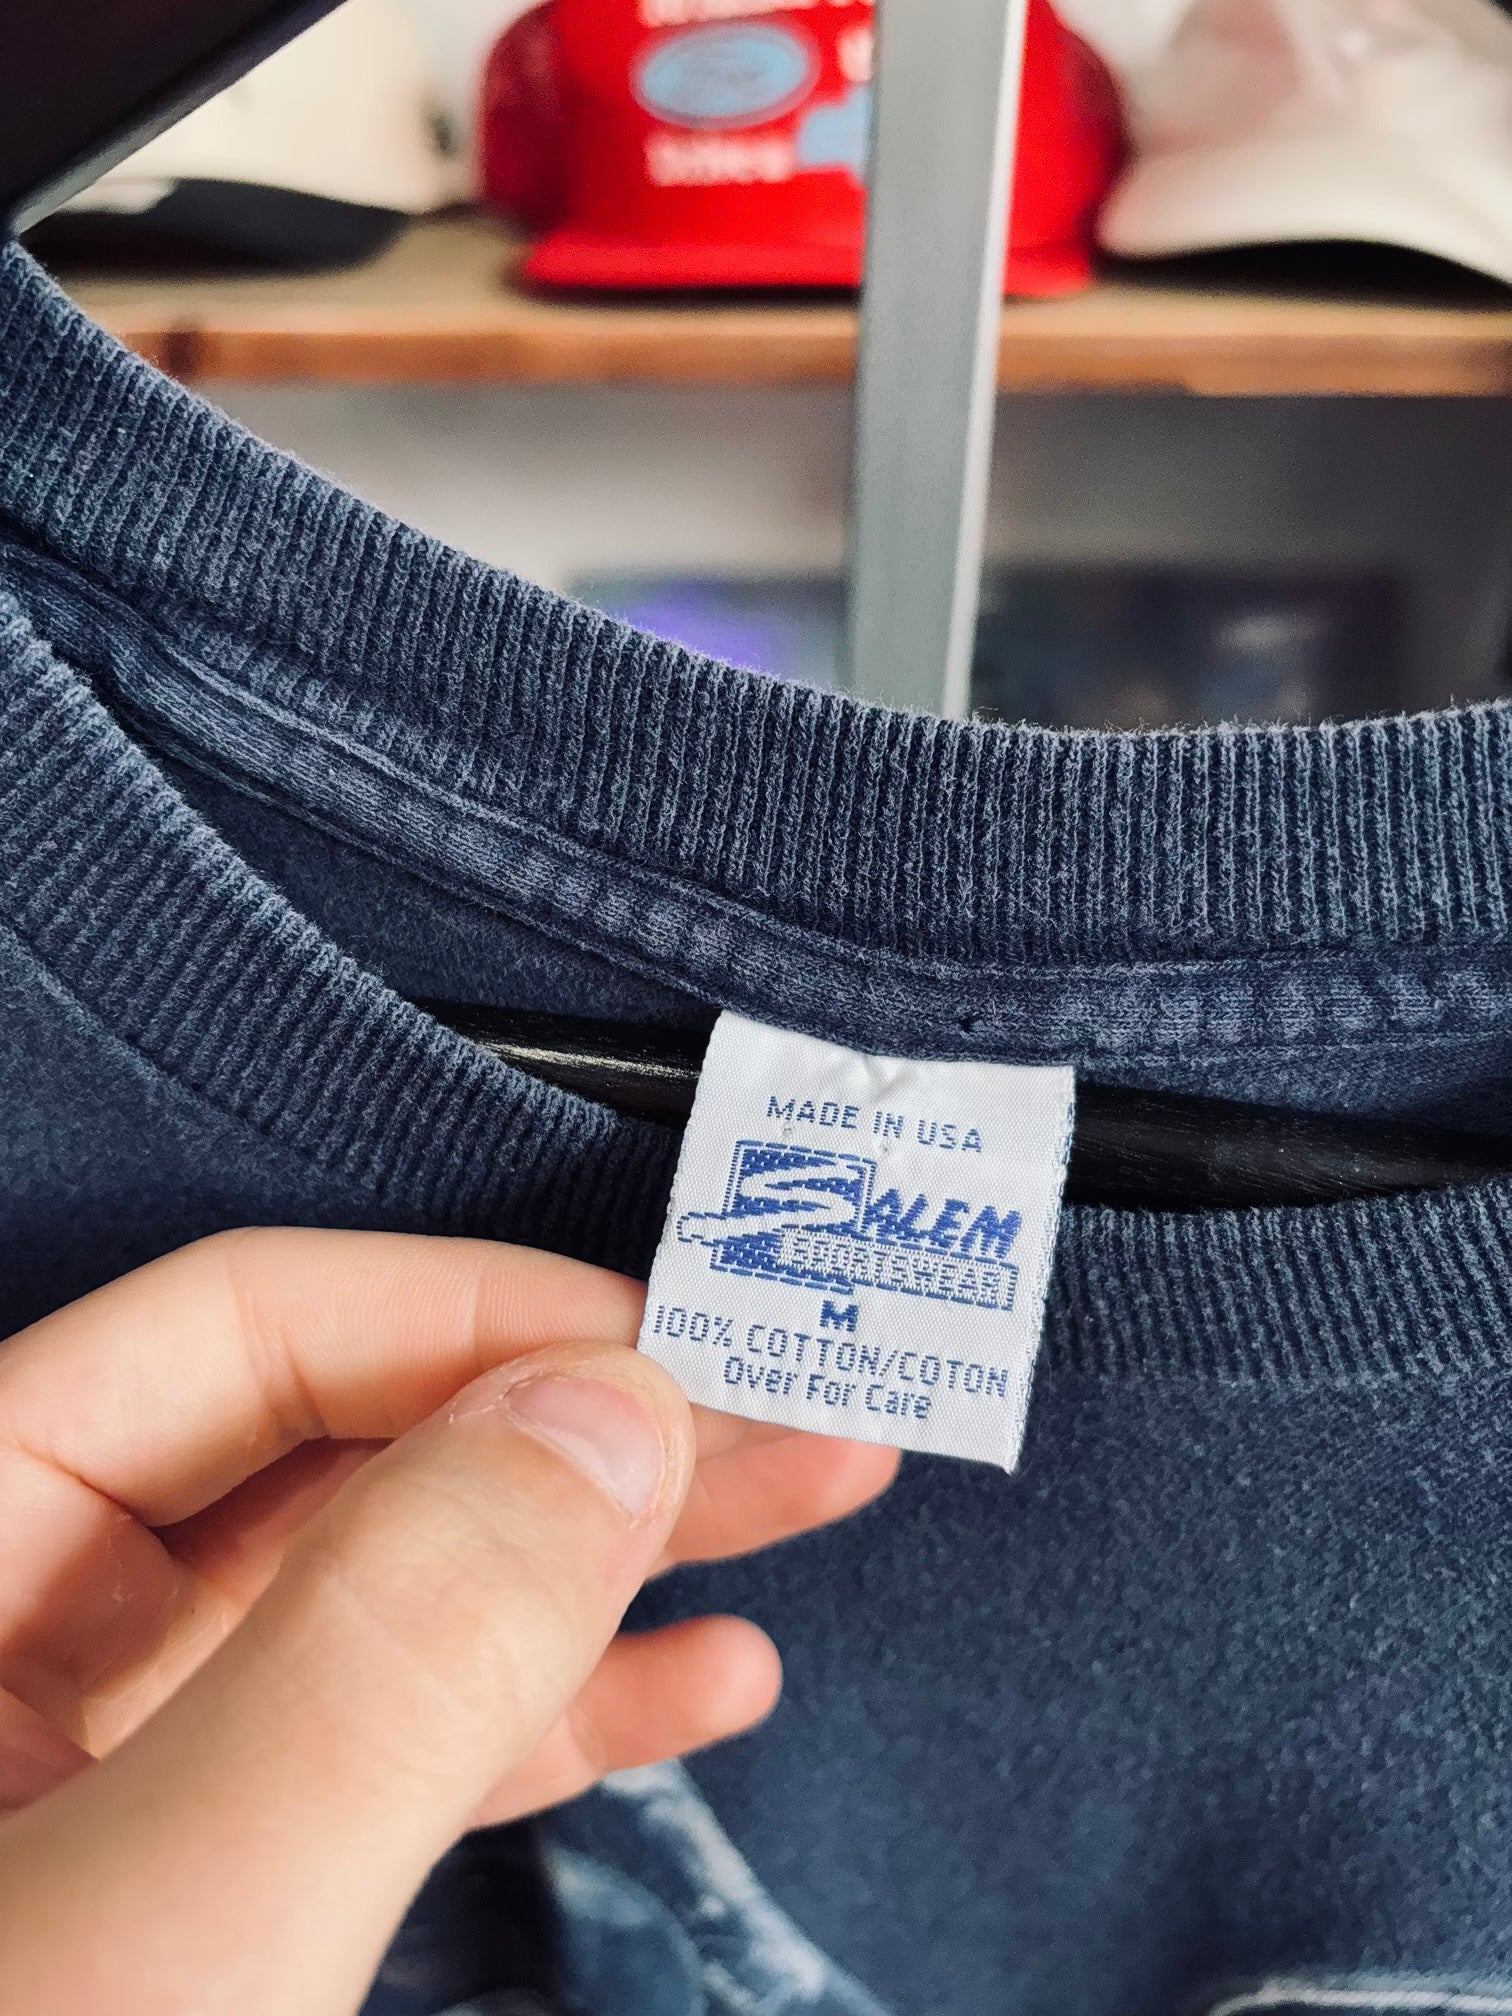 MADE IN USA
SALEM
SPORTSWEAR
M
100% COTTON/COTON
Over For Care